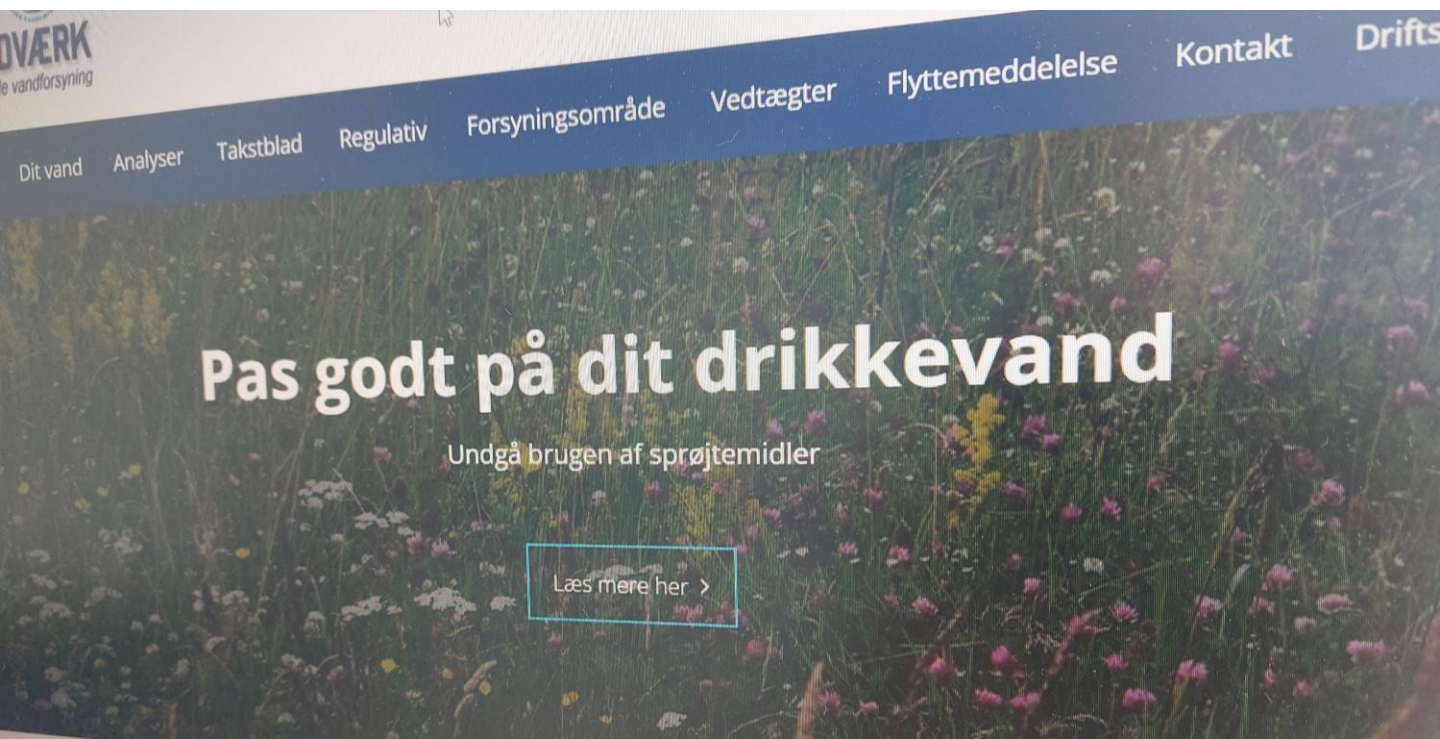 DVÆRK
le vandforsyning
Dit vand Analyser Takstblad Regulativ Forsyningsområde Vedtægter Flyttemeddelelse Kontakt Drifts
Pas godt på dit drikkevand
Undgå brugen af sprøjtemidler
Læs mere her >